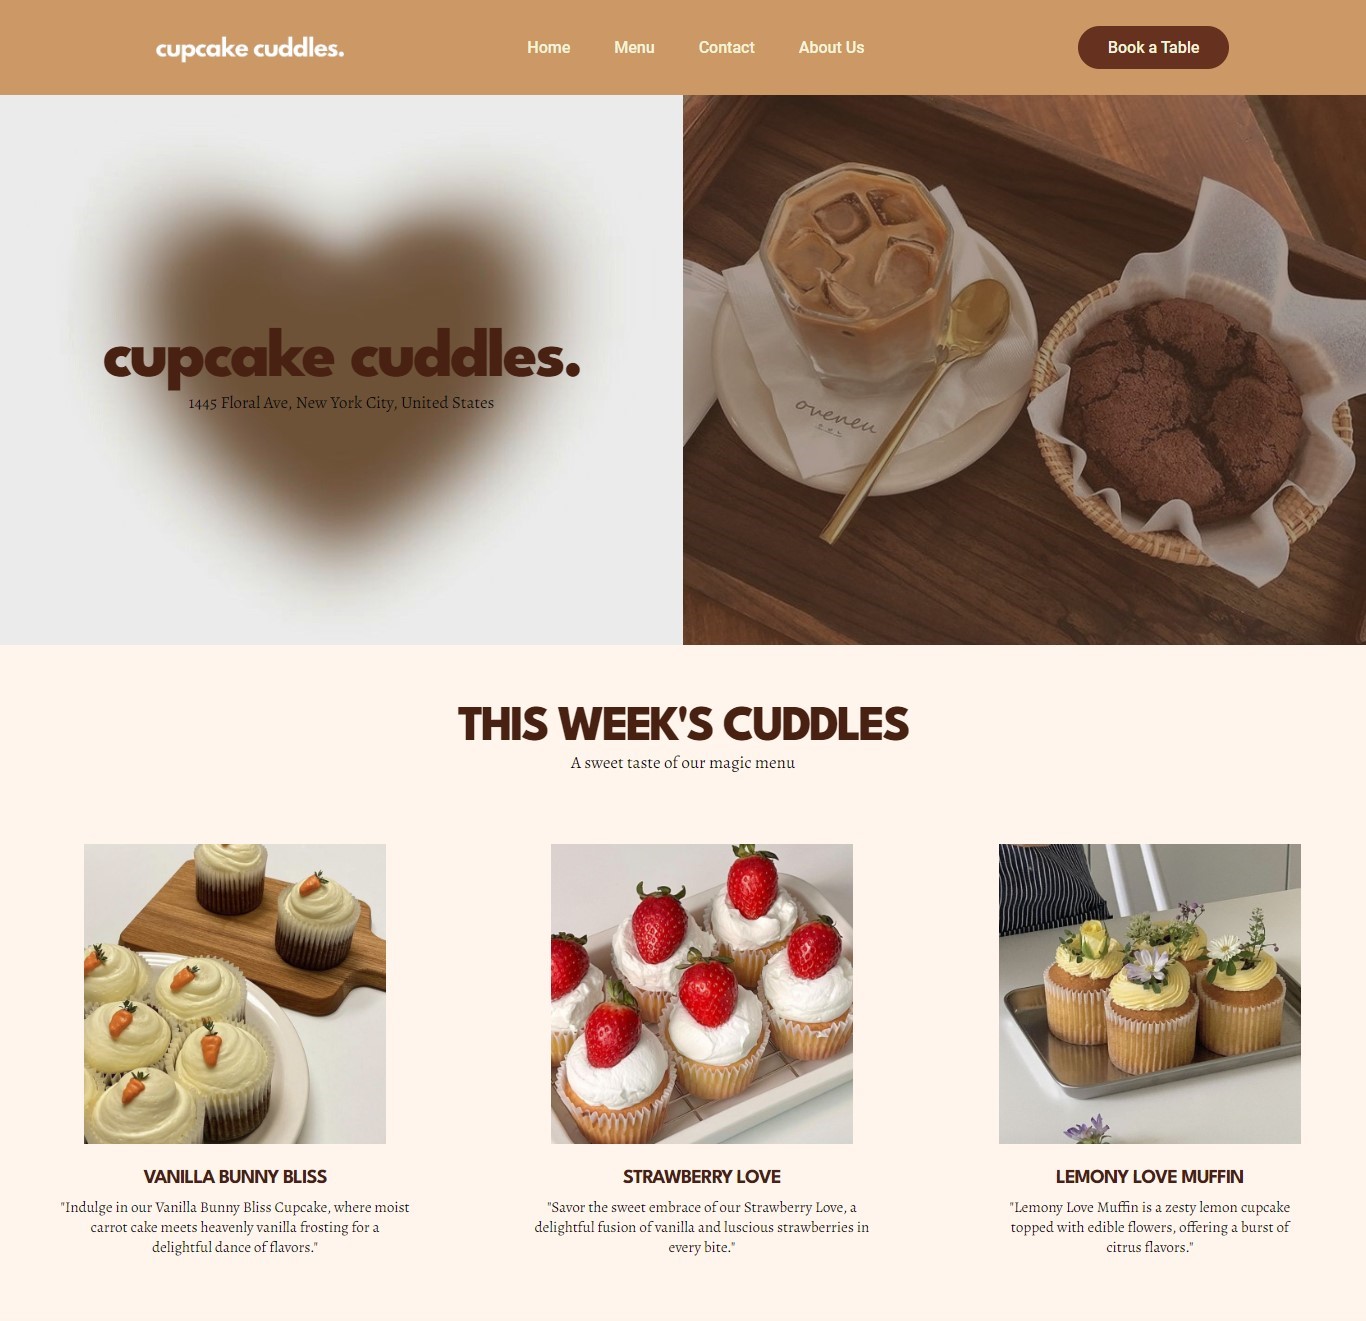 cupcake cuddles.
Home
Menu
Contact
About Us
Book a Table
cupcake cuddles.
1445 Floral Ave, New York City, United States
oveneu
THIS WEEK'S CUDDLES
A sweet taste of our magic menu
VANILLA BUNNY BLISS
"Indulge in our Vanilla Bunny Bliss Cupcake, where moist
carrot cake meets heavenly vanilla frosting for a
delightful dance of flavors."
STRAWBERRY LOVE
"Savor the sweet embrace of our Strawberry Love, a
delightful fusion of vanilla and luscious strawberries in
every bite."
LEMONY LOVE MUFFIN
"Lemony Love Muffin is a zesty lemon cupcake
topped with edible flowers, offering a burst of
citrus flavors."